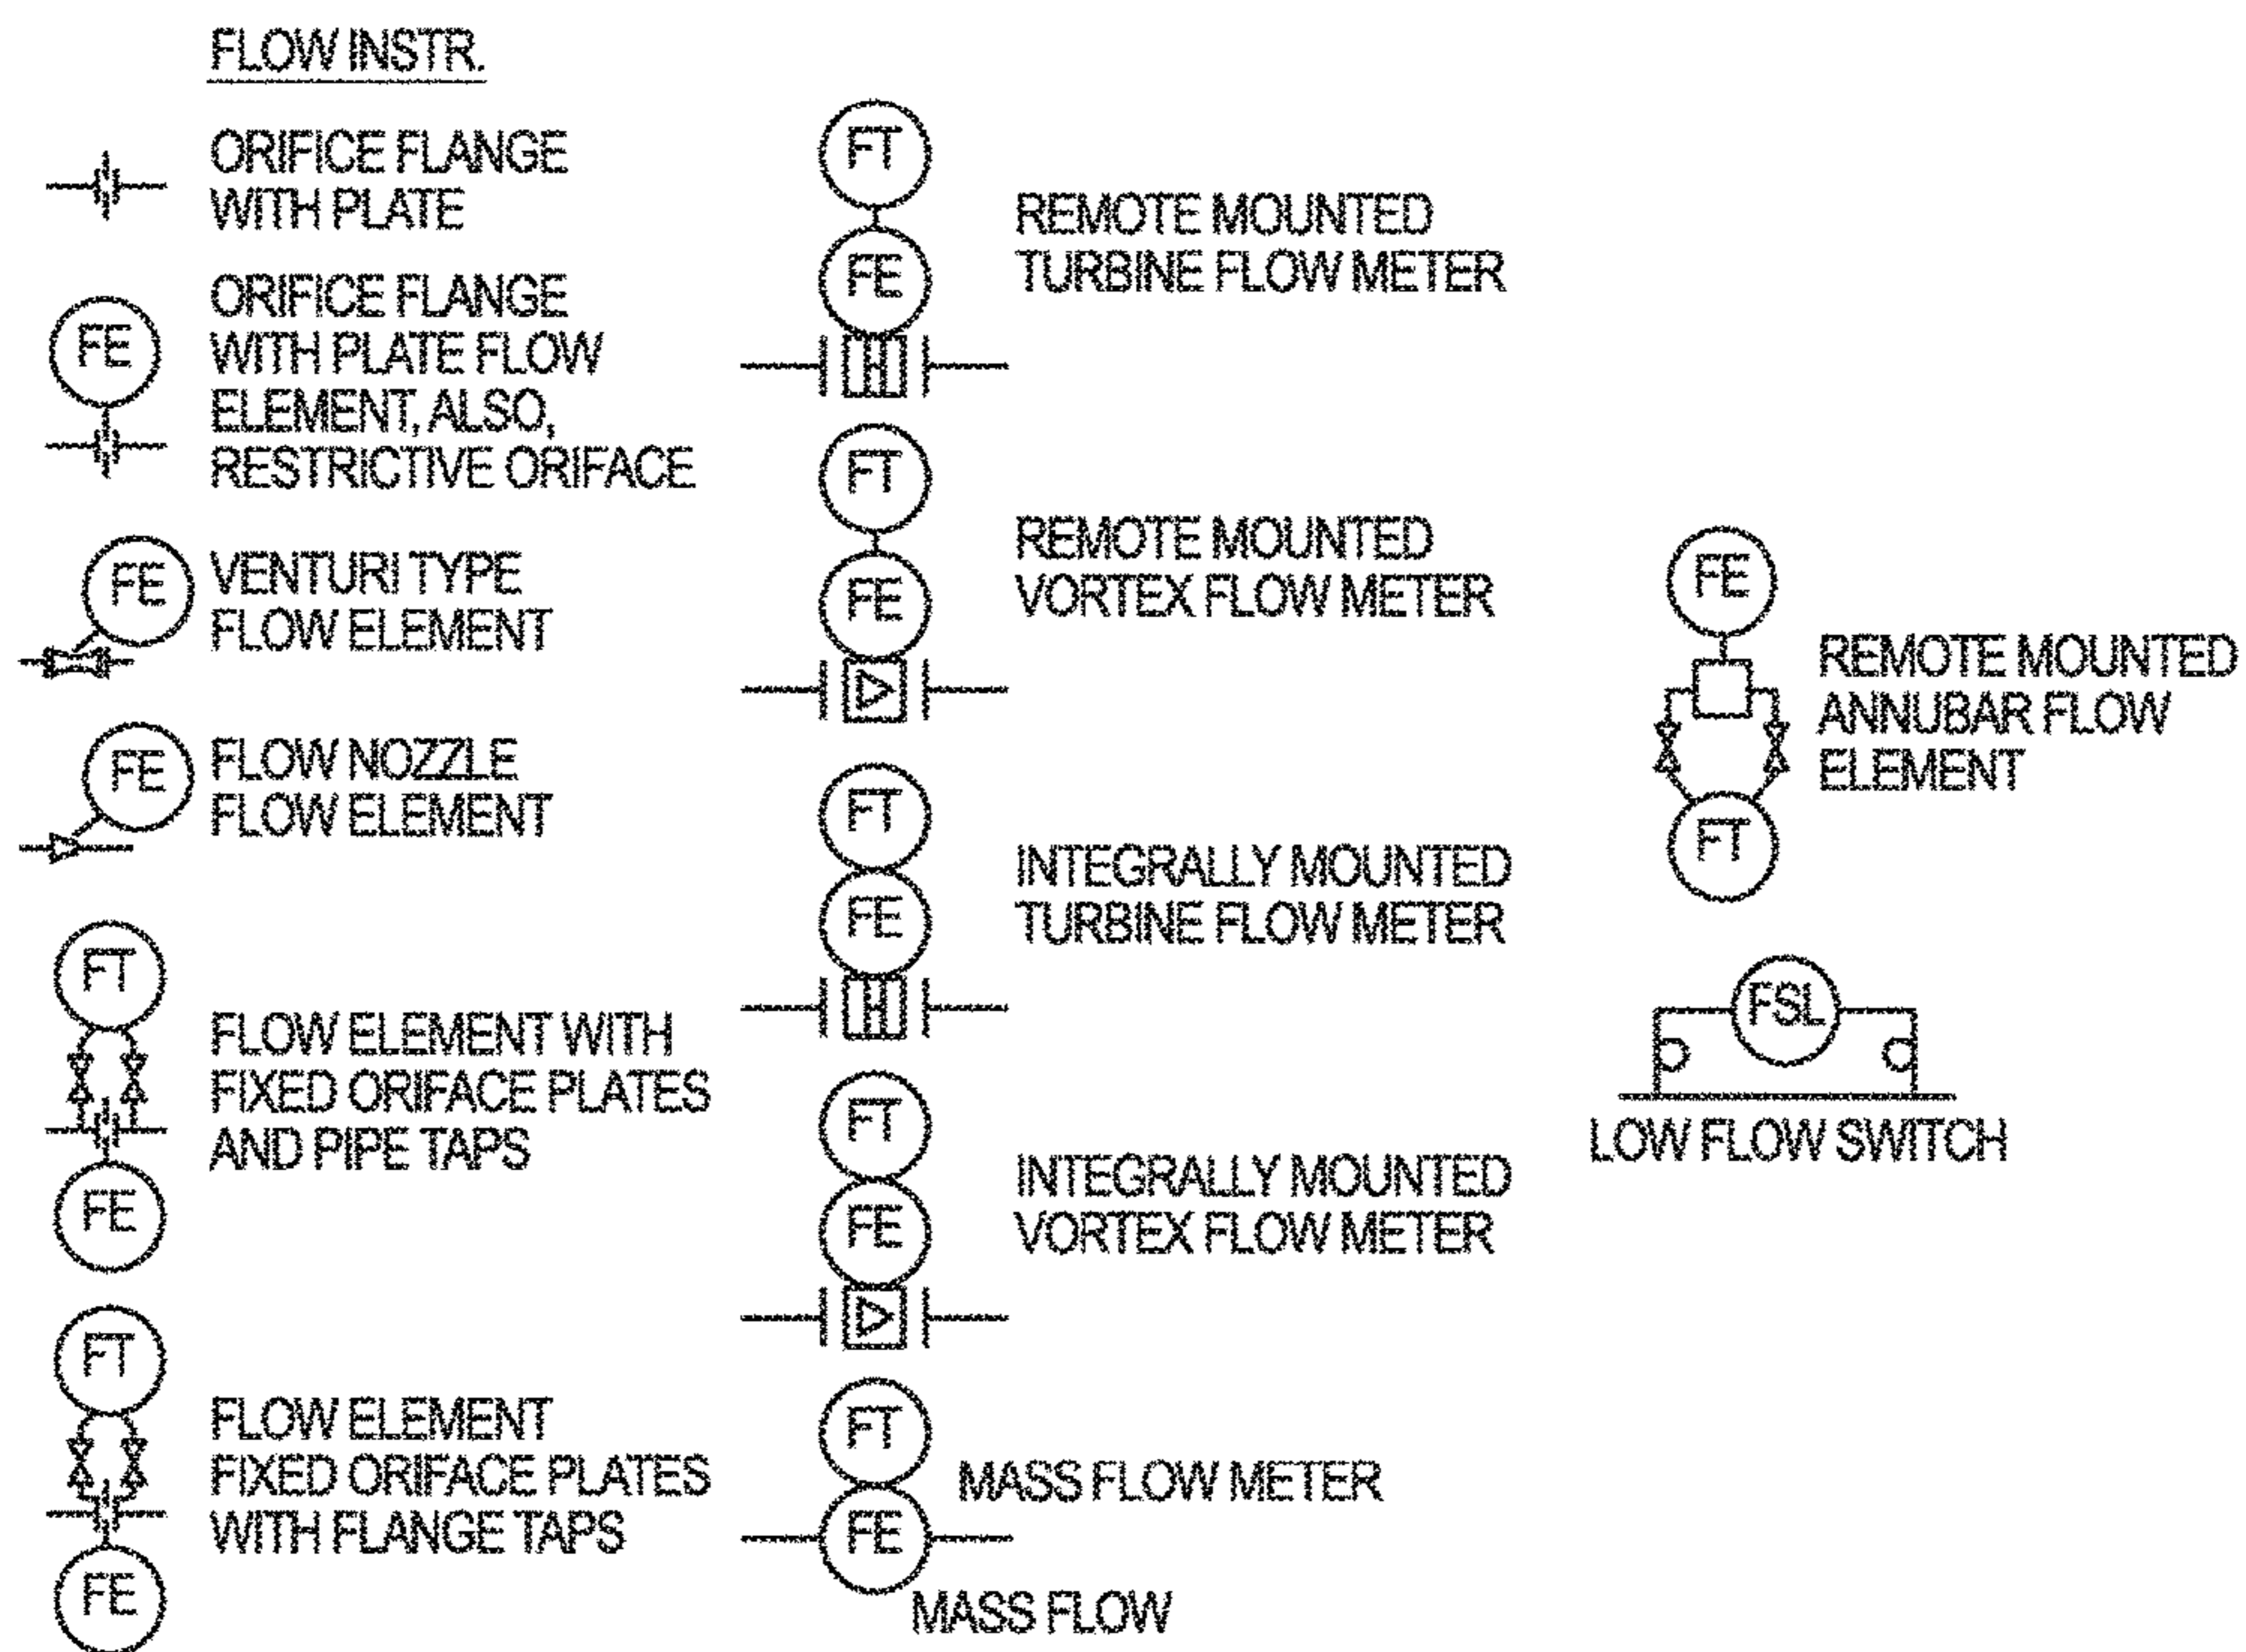 FLOW INSTR.
ORIFICE FLANGE
WITH PLATE
FE
ORIFICE FLANGE
WITH PLATE FLOW
ELEMENT, ALSO,
RESTRICTIVE ORIFACE
FE
VENTURI TYPE
FLOW ELEMENT
FE
FLOW NOZZLE
FLOW ELEMENT
FT
FLOW ELEMENT WITH
FIXED ORIFACE PLATES
AND PIPE TAPS
FE
FT
FLOW ELEMENT
FIXED ORIFACE PLATES
WITH FLANGE TAPS
FE
FT
REMOTE MOUNTED
TURBINE FLOW METER
FE
FT
REMOTE MOUNTED
VORTEX FLOW METER
FE
FT
INTEGRALLY MOUNTED
TURBINE FLOW METER
FE
FT
INTEGRALLY MOUNTED
VORTEX FLOW METER
FE
FT
MASS FLOW METER
FE
MASS FLOW
FE
REMOTE MOUNTED
ANNUBAR FLOW
ELEMENT
FT
FSL
LOW FLOW SWITCH